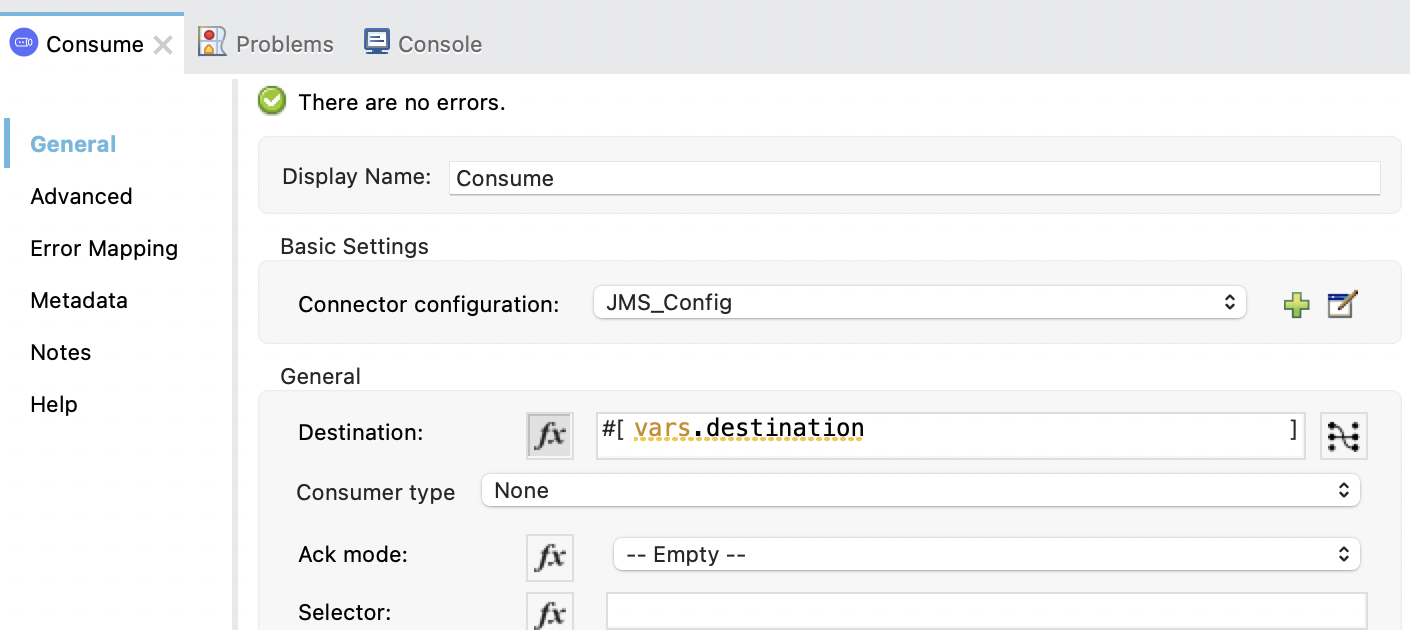 Consume
Problems
Console
There are no errors.
General
Advanced
Error Mapping
Metadata
Notes
Help
Display Name: Consume
Basic Settings
Connector configuration: JMS_Config
General
Destination: fx #[ vars.destination ]
Consumer type None
Ack mode: fx -- Empty --
Selector: fx